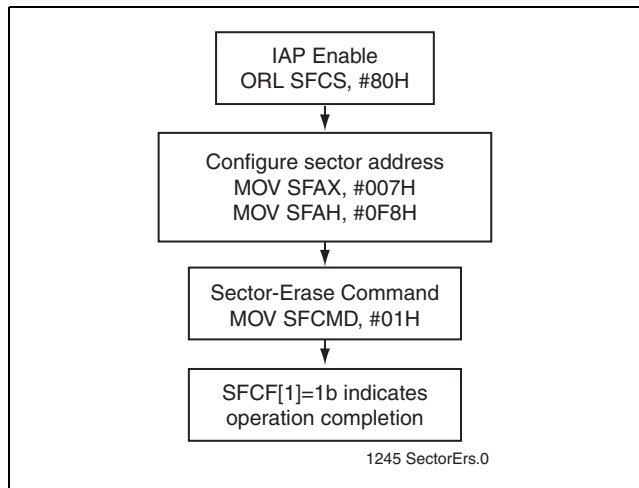 IAP Enable
ORL SFCS, #80H
Configure sector address
MOV SFAX, #007H
MOV SFAH, #0F8H
Sector-Erase Command
MOV SFCMD, #01H
SFCF[1]=1b indicates
operation completion
1245 SectorErs.0